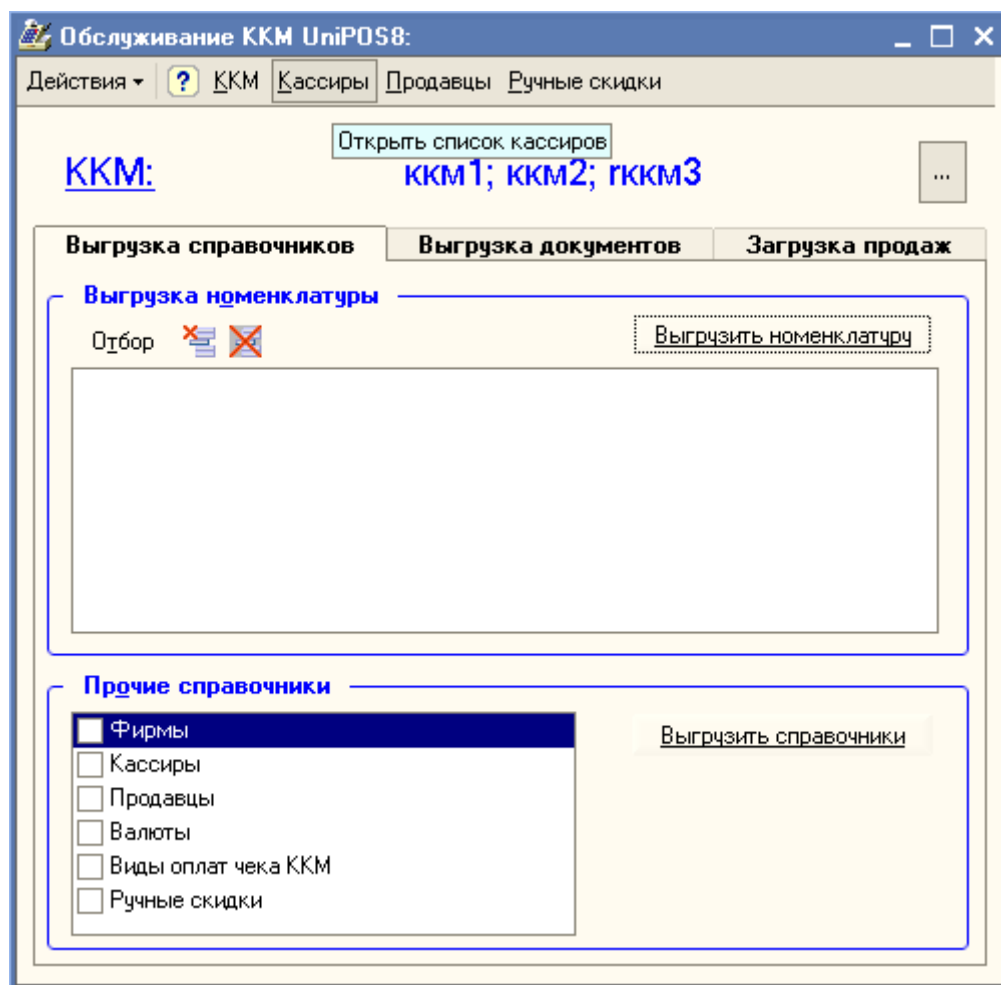 Обслуживание ККМ UniPOS8:
Действия ? ККМ Кассиры Продавцы Ручные скидки
Открыть список кассиров
ККМ: ккм1; ккм2; гккм3 ...
Выгрузка справочников Выгрузка документов Загрузка продаж
Выгрузка номенклатуры
Отбор Выгрузить номенклатуру
Прочие справочники
Фирмы Выгрузить справочники
Кассиры
Продавцы
Валюты
Виды оплат чека ККМ
Ручные скидки